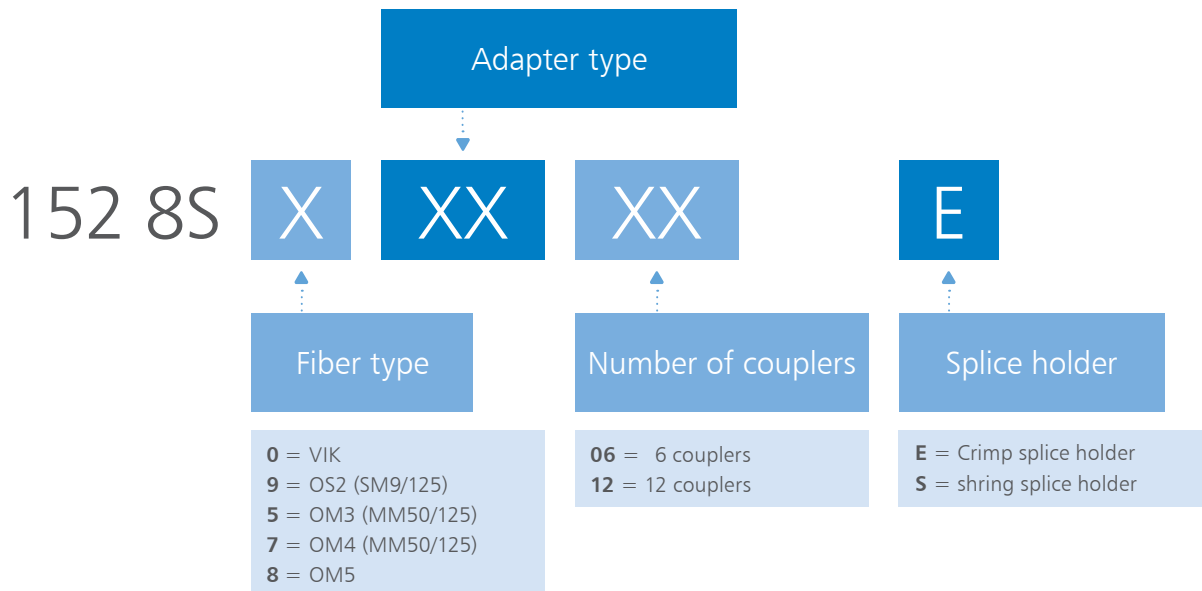 Adapter type
152 8S X XX XX E
Fiber type
Number of couplers
Splice holder
0 = VIK
9 = OS2 (SM9/125)
5 = OM3 (MM50/125)
7 = OM4 (MM50/125)
8 = OM5
06 = 6 couplers
12 = 12 couplers
E = Crimp splice holder
S = shring splice holder